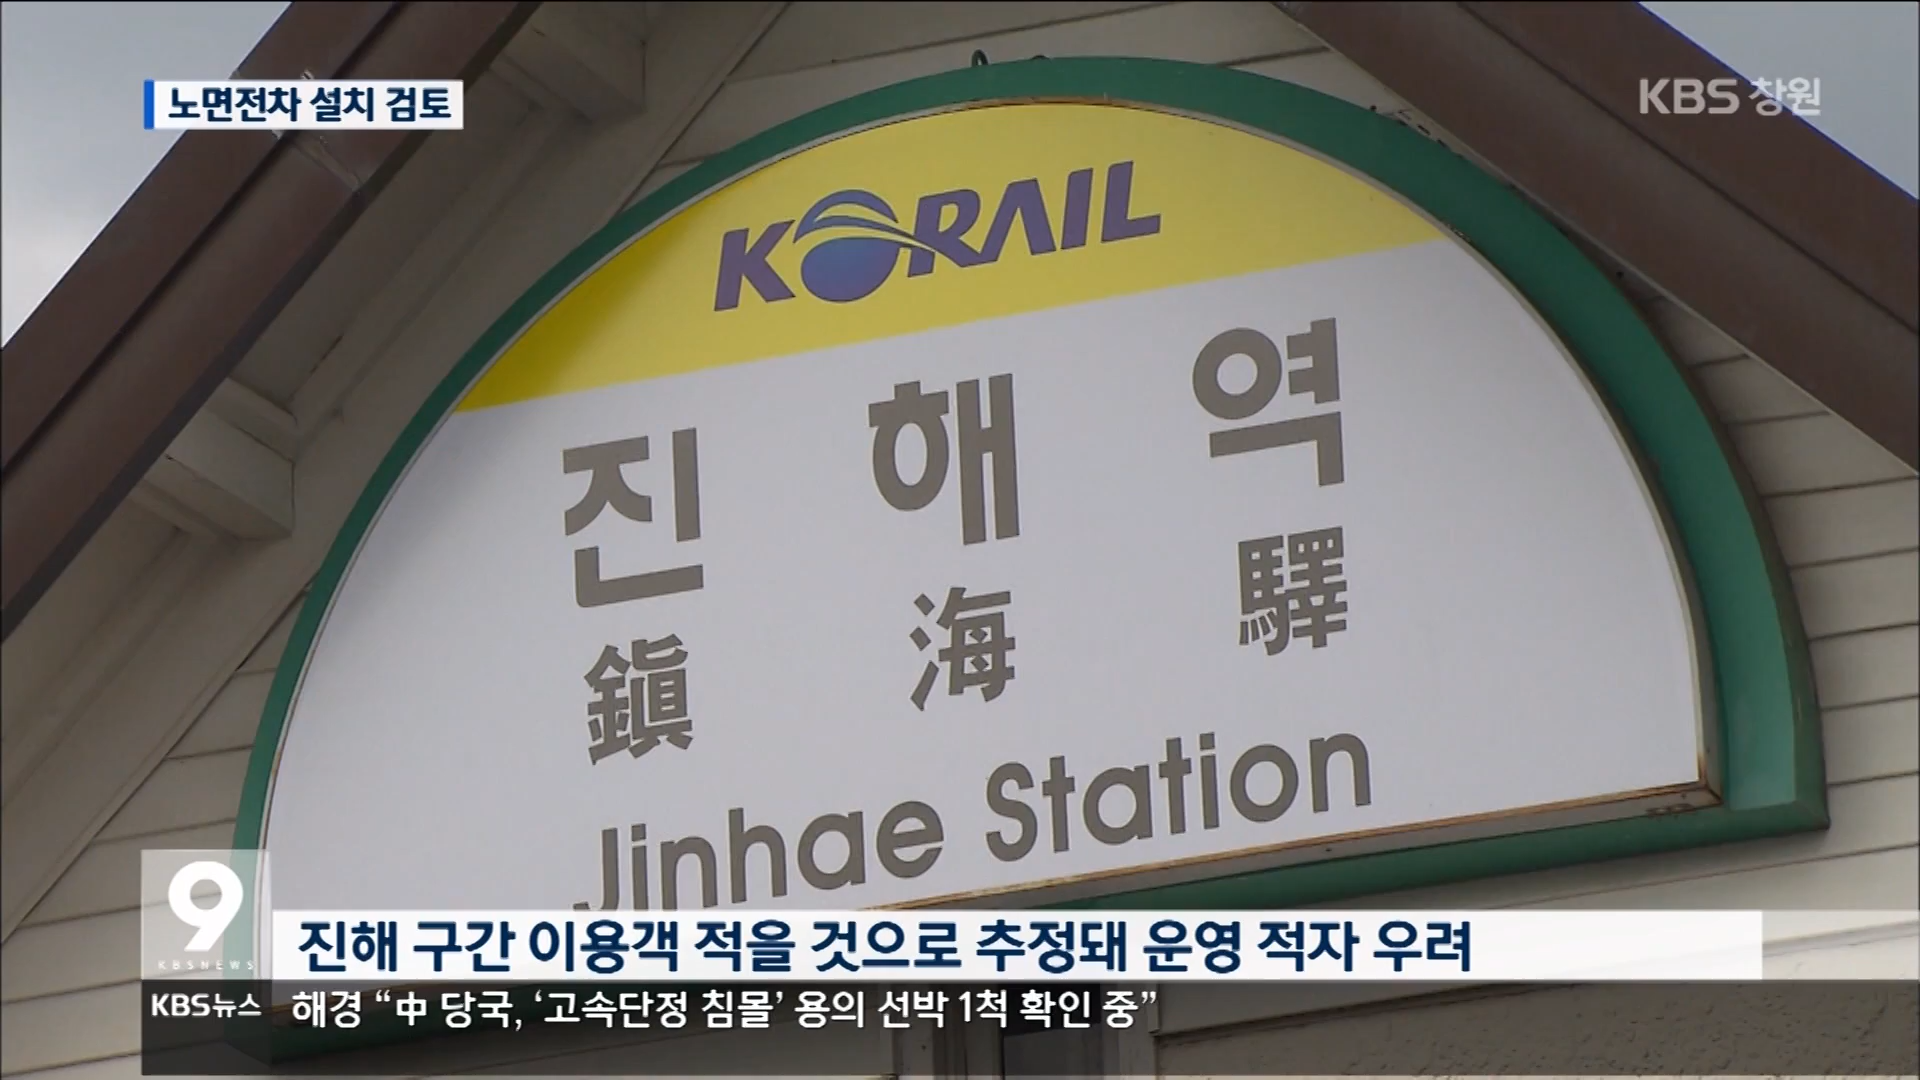 노면전차 설치 검토
KBS 창원
KORAIL
진해역
鎭海驛
Jinhae Station
9
KBS NEWS
진해 구간 이용객 적을 것으로 추정돼 운영 적자 우려
KBS뉴스
해경 “中 당국, ‘고속단정 침몰’ 용의 선박 1척 확인 중”